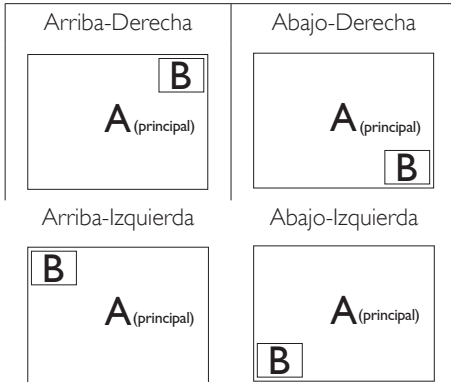 Arriba-Derecha
Abajo-Derecha
B
A(principal)
A(principal)
B
Arriba-Izquierda
Abajo-Izquierda
B
A(principal)
A(principal)
B